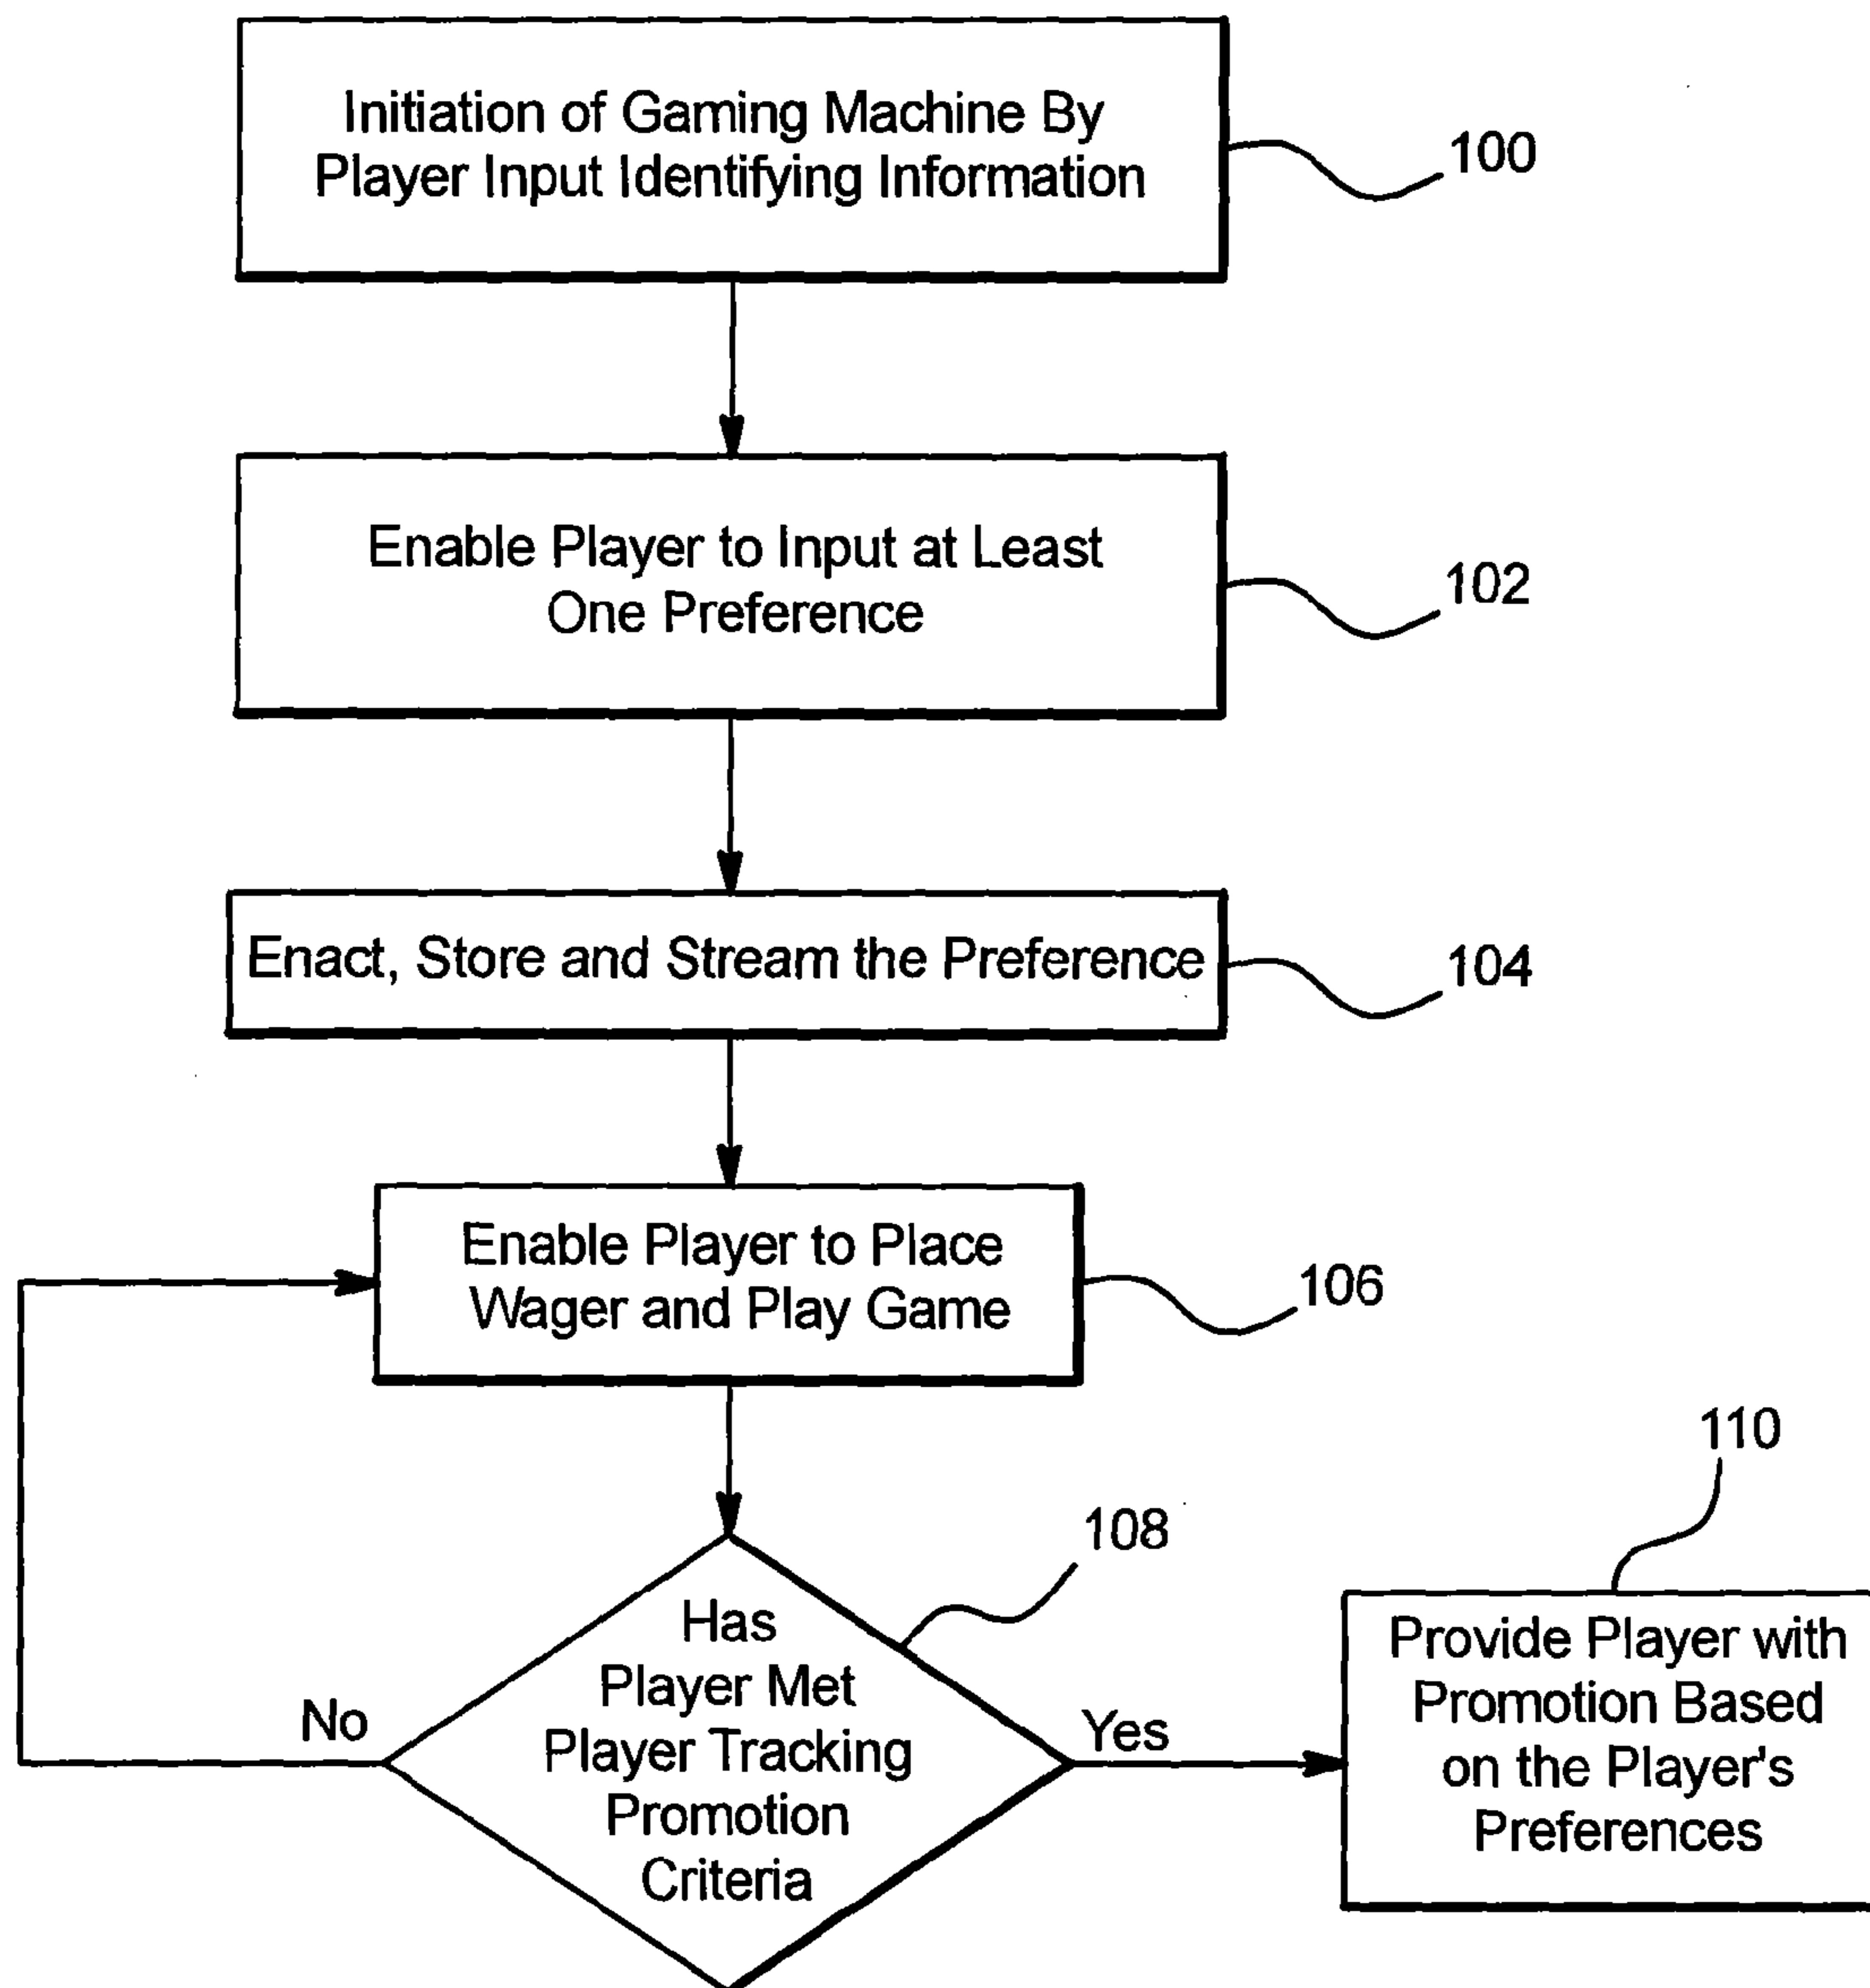 Initiation of Gaming Machine By
Player Input Identifying Information
100
Enable Player to Input at Least
One Preference
102
Enact, Store and Stream the Preference
104
Enable Player to Place
Wager and Play Game
106
108
Has
Player Met
Player Tracking
Promotion
Criteria
No
Yes
110
Provide Player with
Promotion Based
on the Player's
Preferences